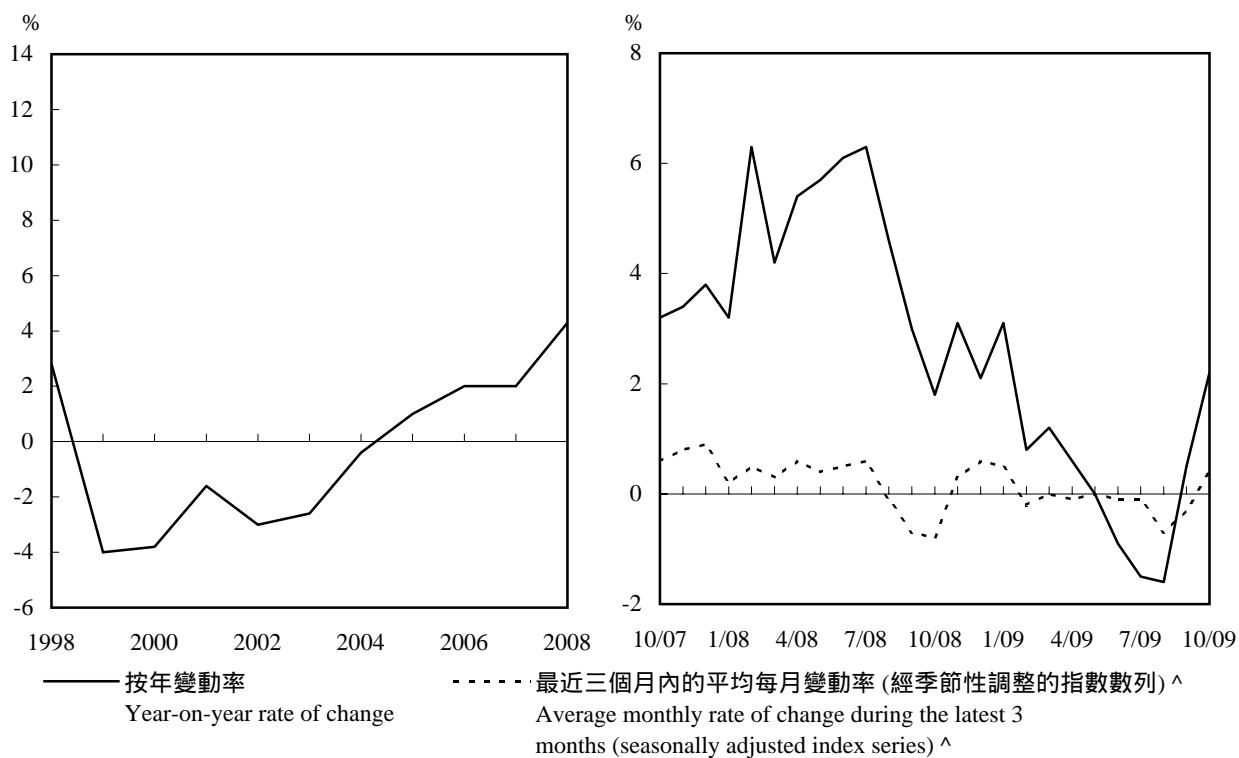 %
14
12
10
8
6
4
2
0
-2
-4
-6
1998 2000 2002 2004 2006 2008
%
8
6
4
2
0
-2
10/07 1/08 4/08 7/08 10/08 1/09 4/09 7/09 10/09
按年變動率
Year-on-year rate of change
最近三個月內的平均每月變動率 (經季節性調整的指數數列) ^
Average monthly rate of change during the latest 3
months (seasonally adjusted index series) ^